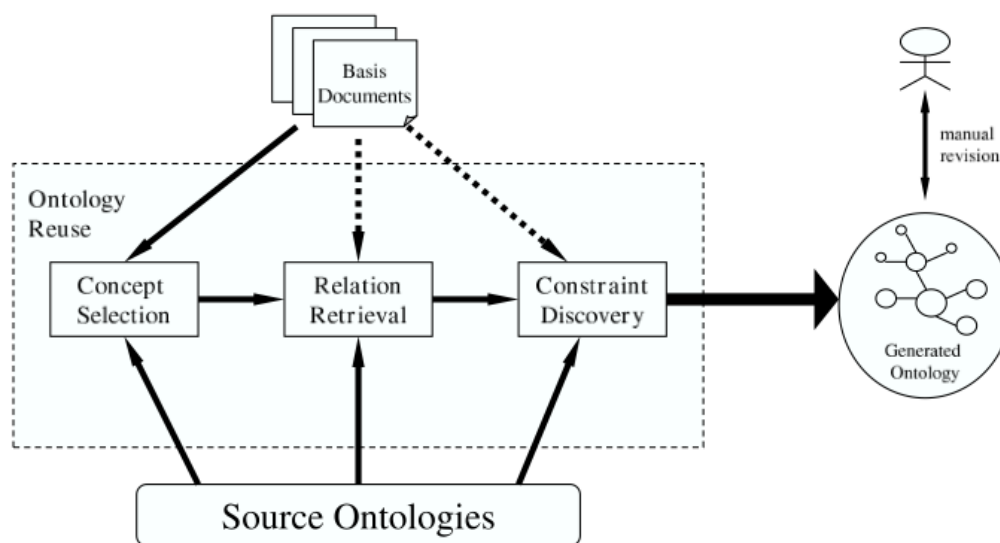 Basis
Documents
manual
revision
Ontology
Reuse
Concept
Selection
Relation
Retrieval
Constraint
Discovery
Generated
Ontology
Source Ontologies